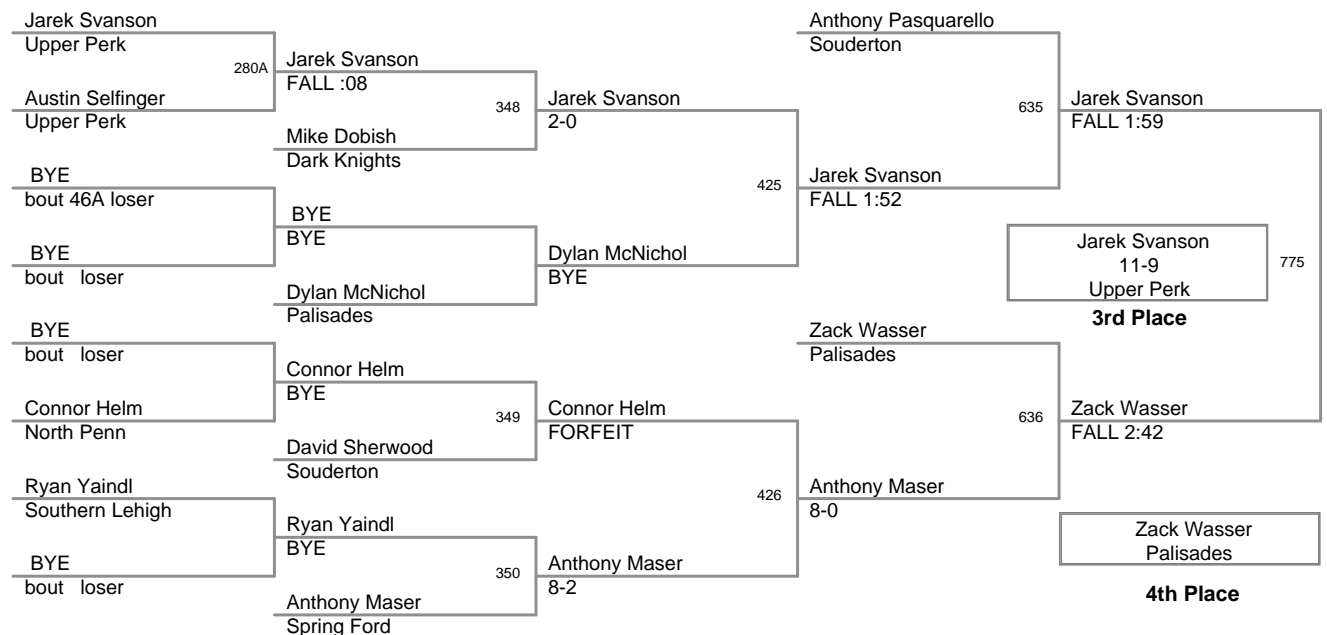 Jarek Svanson
Upper Perk
280A
Austin Selfinger
Upper Perk
BYE
bout 46A loser
BYE
bout loser
BYE
bout loser
Connor Helm
North Penn
Ryan Yaindl
Southern Lehigh
BYE
bout loser
Jarek Svanson
FALL :08
348
Mike Dobish
Dark Knights
BYE
BYE
Dylan McNichol
Palisades
Connor Helm
BYE
349
David Sherwood
Souderton
Ryan Yaindl
BYE
350
Anthony Maser
Spring Ford
Jarek Svanson
2-0
425
Dylan McNichol
BYE
Connor Helm
FORFEIT
426
Anthony Maser
8-2
Anthony Pasquarello
Souderton
635
Jarek Svanson
FALL 1:52
Zack Wasser
Palisades
636
Anthony Maser
8-0
Jarek Svanson
FALL 1:59
Jarek Svanson
11-9
Upper Perk
775
3rd Place
Zack Wasser
FALL 2:42
Zack Wasser
Palisades
4th Place